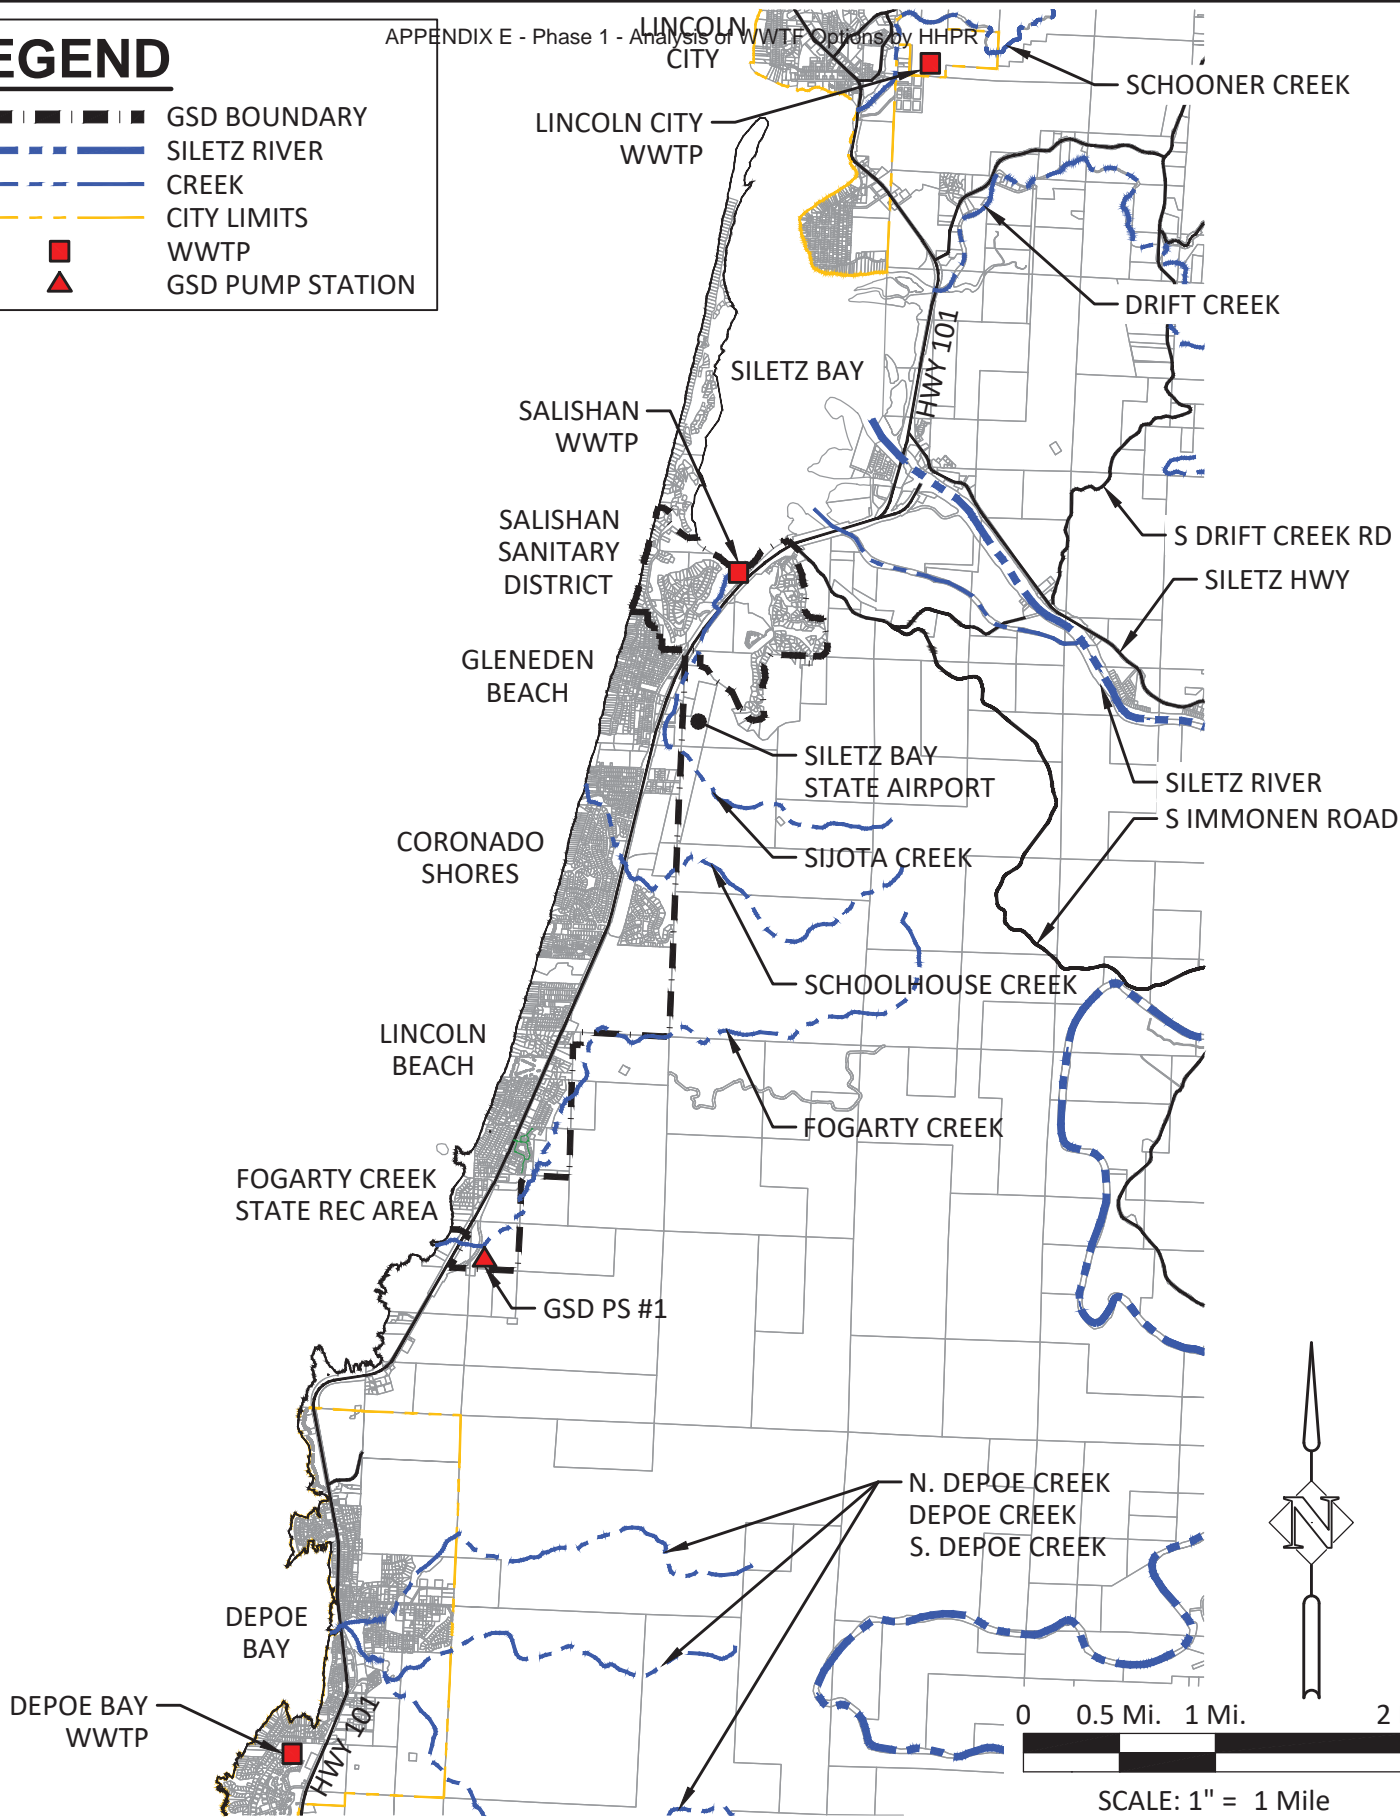 APPENDIX E - Phase 1 - Analysis of WWTF Options by HHPR
EGEND
GSD BOUNDARY
SILETZ RIVER
CREEK
CITY LIMITS
WWTP
GSD PUMP STATION
LINCOLN
CITY
SCHOONER CREEK
LINCOLN CITY
WWTP
DRIFT CREEK
HWY 101
SILETZ BAY
SALISHAN
WWTP
SALISHAN
SANITARY
DISTRICT
S DRIFT CREEK RD
SILETZ HWY
GLENEDEN
BEACH
SILETZ BAY
STATE AIRPORT
SILETZ RIVER
S IMMONEN ROAD
CORONADO
SHORES
SIJOTA CREEK
SCHOOLHOUSE CREEK
LINCOLN
BEACH
FOGARTY CREEK
FOGARTY CREEK
STATE REC AREA
GSD PS #1
N. DEPOE CREEK
DEPOE CREEK
S. DEPOE CREEK
N
DEPOE
BAY
DEPOE BAY
WWTP
HWY 101
0 0.5 Mi. 1 Mi. 2
SCALE: 1" = 1 Mile